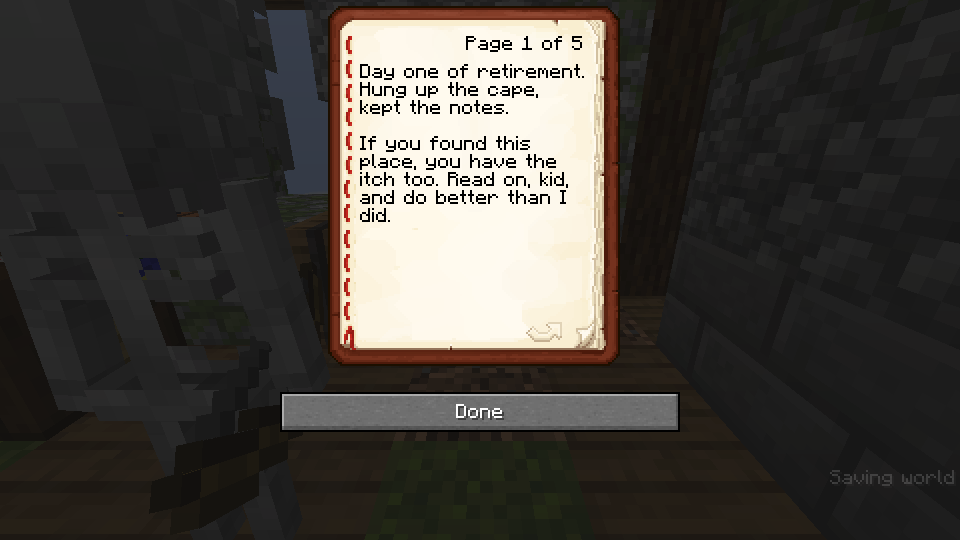 Page 1 of 5
Day one of retirement.
Hung up the cape,
kept the notes.
If you found this
place, you have the
itch too. Read on, kid,
and do better than I
did.
Done
Saving world